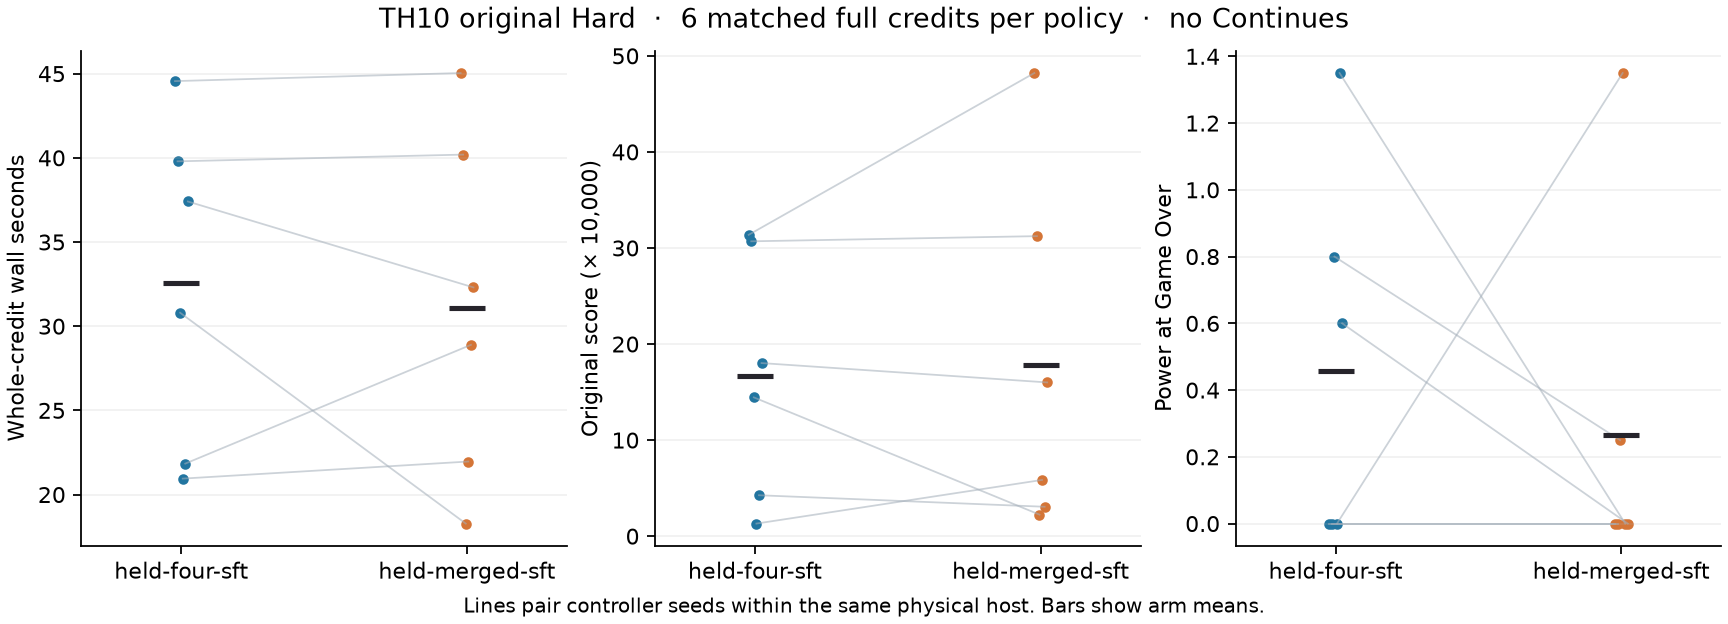 TH10 original Hard · 6 matched full credits per policy · no Continues
Whole-credit wall seconds
45
40
35
30
25
20
held-four-sft
held-merged-sft
Original score (× 10,000)
50
40
30
20
10
0
held-four-sft
held-merged-sft
Power at Game Over
1.4
1.2
1.0
0.8
0.6
0.4
0.2
0.0
held-four-sft
held-merged-sft
Lines pair controller seeds within the same physical host. Bars show arm means.